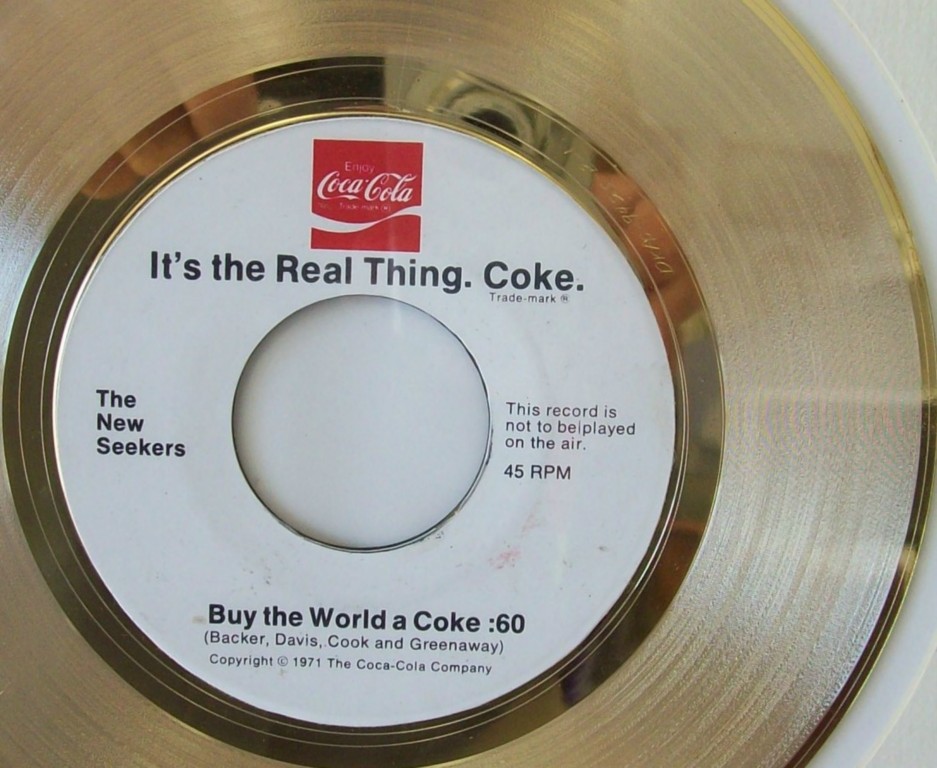 Enjoy
Coca-Cola
Trade-mark ®
It's the Real Thing. Coke.
Trade-mark ®
The
New
Seekers
This record is
not to be played
on the air.
45 RPM
Buy the World a Coke :60
(Backer, Davis, Cook and Greenaway)
Copyright © 1971 The Coca-Cola Company